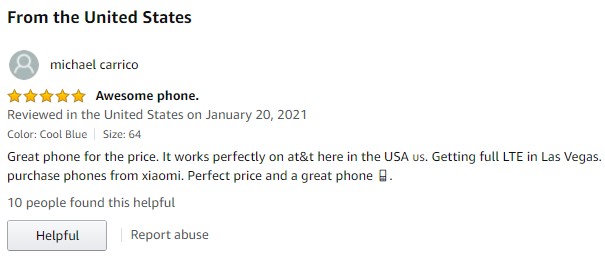 From the United States
michael carrico
Awesome phone.
Reviewed in the United States on January 20, 2021
Color: Cool Blue Size: 64
Great phone for the price. It works perfectly on at&t here in the USA us. Getting full LTE in Las Vegas.
purchase phones from xiaomi. Perfect price and a great phone 📱.
10 people found this helpful
Helpful Report abuse